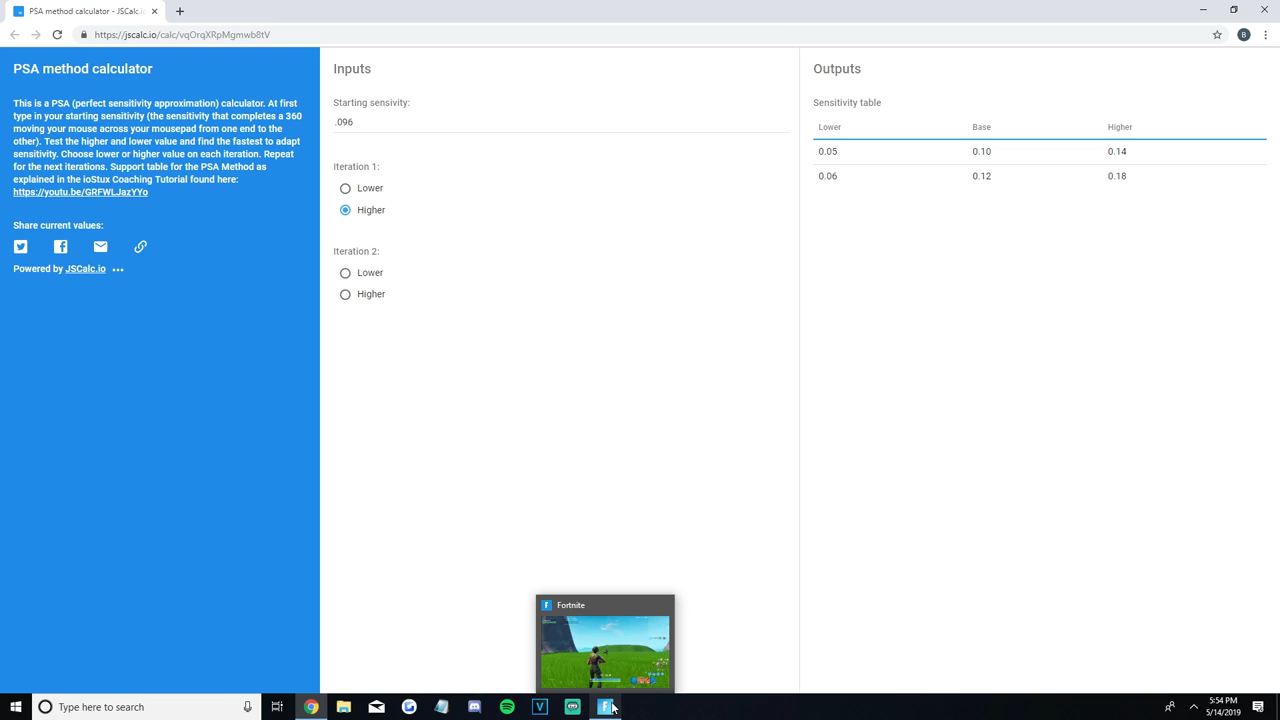 PSA method calculator - JSCalc.io
https://jscalc.io/calc/vqOrqXRpMgmwb8tV
B
PSA method calculator
This is a PSA (perfect sensitivity approximation) calculator. At first
type in your starting sensitivity (the sensitivity that completes a 360
moving your mouse across your mousepad from one end to the
other). Test the higher and lower value and find the fastest to adapt
sensitivity. Choose lower or higher value on each iteration. Repeat
for the next iterations. Support table for the PSA Method as
explained in the ioStux Coaching Tutorial found here:
https://youtu.be/GRFWLJazYYo
Share current values:
Powered by JSCalc.io
Inputs
Starting sensivity:
.096
Iteration 1:
Lower
Higher
Iteration 2:
Lower
Higher
Outputs
Sensitivity table
Lower Base Higher
0.05 0.10 0.14
0.06 0.12 0.18
Fortnite
Type here to search
5:54 PM
5/14/2019